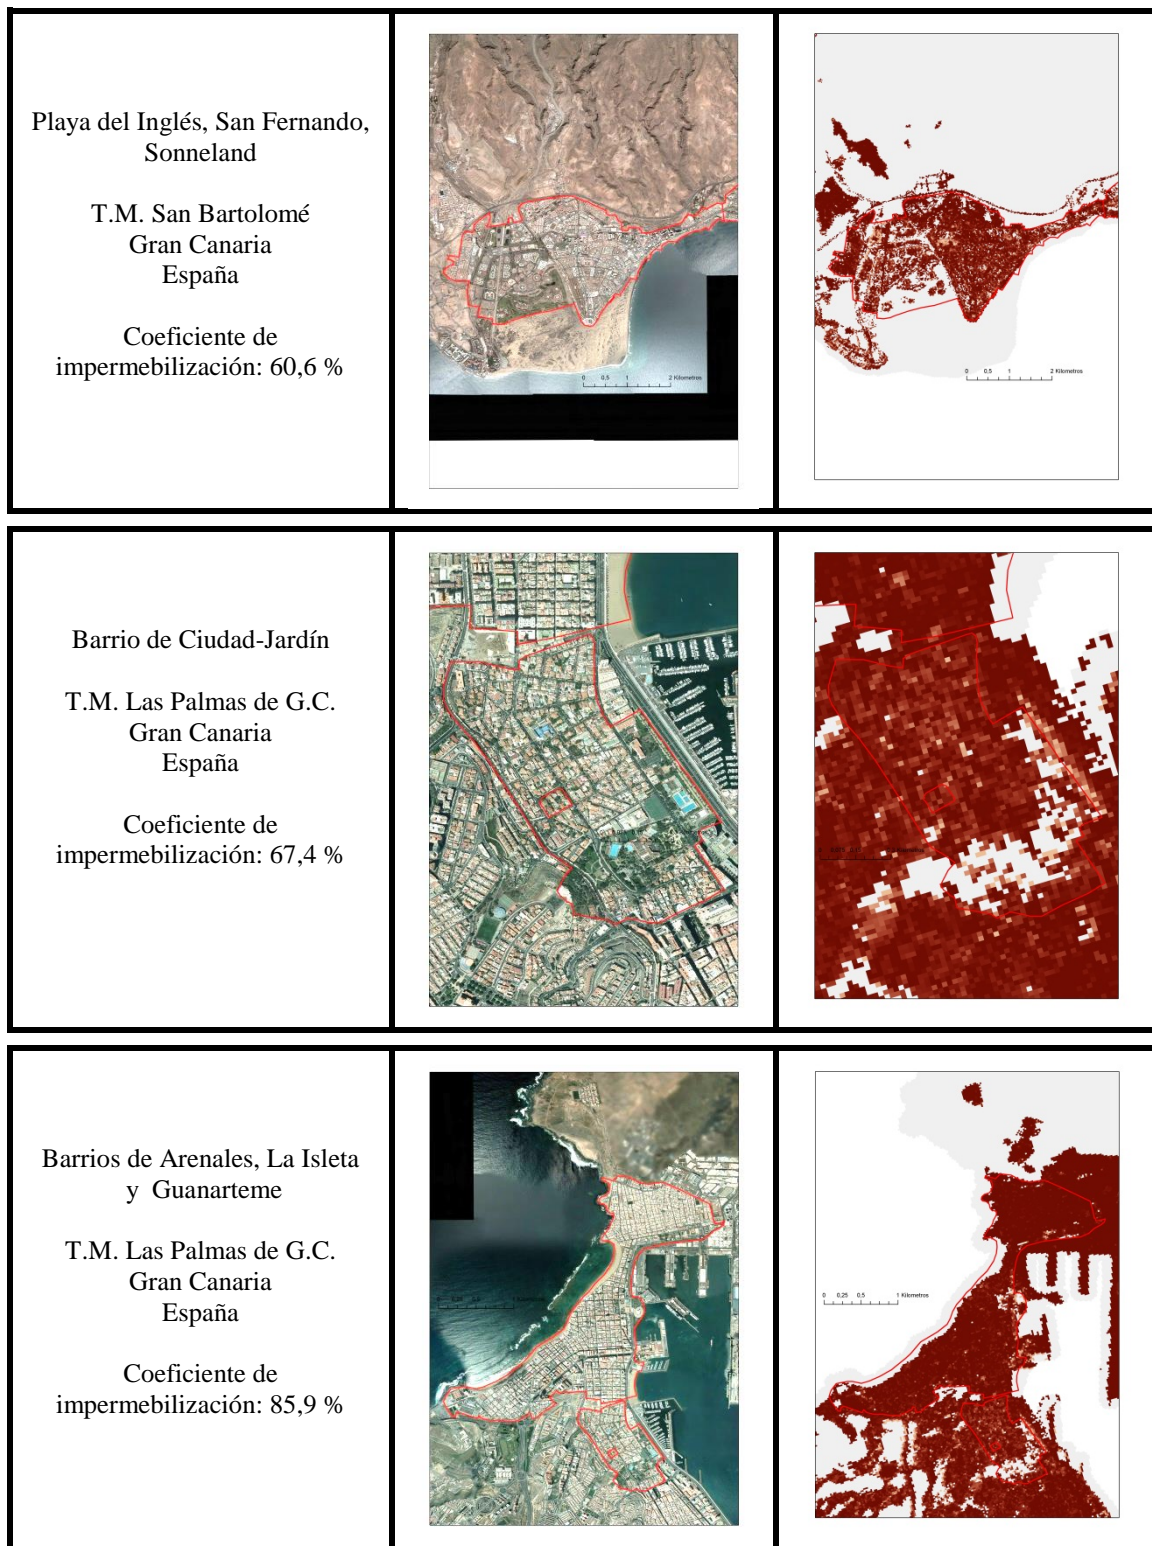 Playa del Inglés, San Fernando,
Sonneland
T.M. San Bartolomé
Gran Canaria
España
Coeficiente de
impermebilización: 60,6 %
0 0,5 1 2 Kilometros
0 0,5 1 2 Kilometros
Barrio de Ciudad-Jardín
T.M. Las Palmas de G.C.
Gran Canaria
España
Coeficiente de
impermebilización: 67,4 %
Barrios de Arenales, La Isleta
y Guanarteme
T.M. Las Palmas de G.C.
Gran Canaria
España
Coeficiente de
impermebilización: 85,9 %
0 0,25 0,5 1 Kilometros